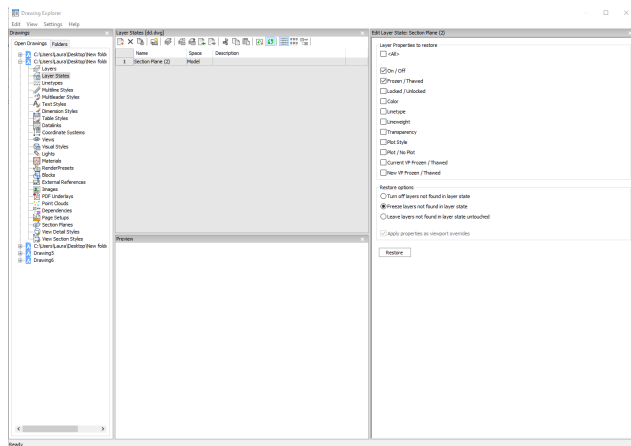 Drawing Explorer
Edit View Settings Help
Drawings
Open Drawings Folders
C:\Users\Laura\Desktop\New fold
C:\Users\Laura\Desktop\New fold
Layers
Layer States
Linetypes
Multiline Styles
Multileader Styles
Text Styles
Dimension Styles
Table Styles
Datalinks
Coordinate Systems
Views
Visual Styles
Lights
Materials
RenderPresets
Blocks
External References
Images
PDF Underlays
Point Clouds
Dependencies
Page Setups
Section Planes
View Detail Styles
View Section Styles
C:\Users\Laura\Desktop\New fold
Drawing5
Drawing6
Layer States [dd.dwg]
Name Space Description
1 Section Plane (2) Model
Preview
Edit Layer State: Section Plane (2)
Layer Properties to restore
<All>
On / Off
Frozen / Thawed
Locked / Unlocked
Color
Linetype
Lineweight
Transparency
Plot Style
Plot / No Plot
Current VP Frozen / Thawed
New VP Frozen / Thawed
Restore options
Turn off layers not found in layer state
Freeze layers not found in layer state
Leave layers not found in layer state untouched
Apply properties as viewport overrides
Restore
Ready